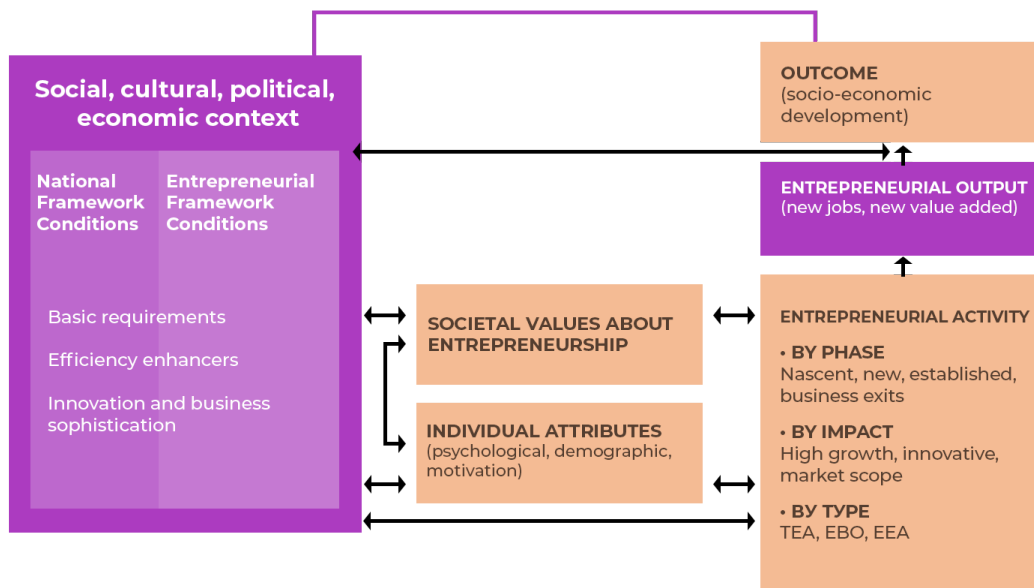 Social, cultural, political,
economic context
National
Framework
Conditions
Entrepreneurial
Framework
Conditions
Basic requirements
Efficiency enhancers
Innovation and business
sophistication
SOCIETAL VALUES ABOUT
ENTREPRENEURSHIP
INDIVIDUAL ATTRIBUTES
(psychological, demographic,
motivation)
OUTCOME
(socio-economic
development)
ENTREPRENEURIAL OUTPUT
(new jobs, new value added)
ENTREPRENEURIAL ACTIVITY
• BY PHASE
Nascent, new, established,
business exits
• BY IMPACT
High growth, innovative,
market scope
• BY TYPE
TEA, EBO, EEA